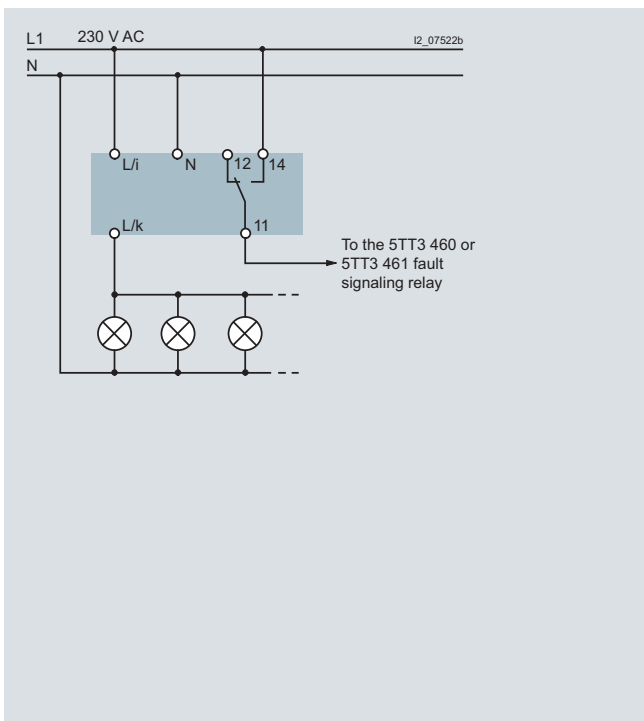 L1 230 V AC I2_07522b
N
L/i N 12 14
L/k 11
To the 5TT3 460 or
5TT3 461 fault
signaling relay